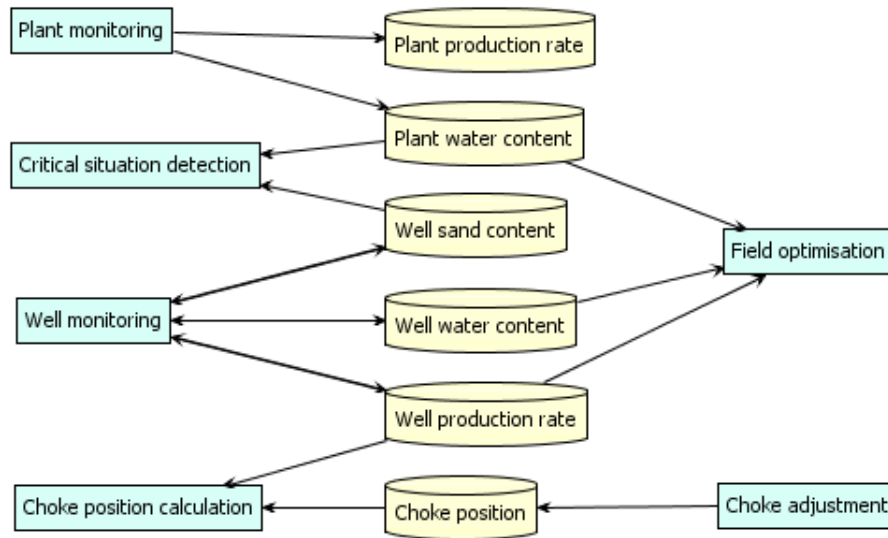 Plant monitoring
Plant production rate
Plant water content
Critical situation detection
Well sand content
Field optimisation
Well monitoring
Well water content
Well production rate
Choke position calculation
Choke position
Choke adjustment